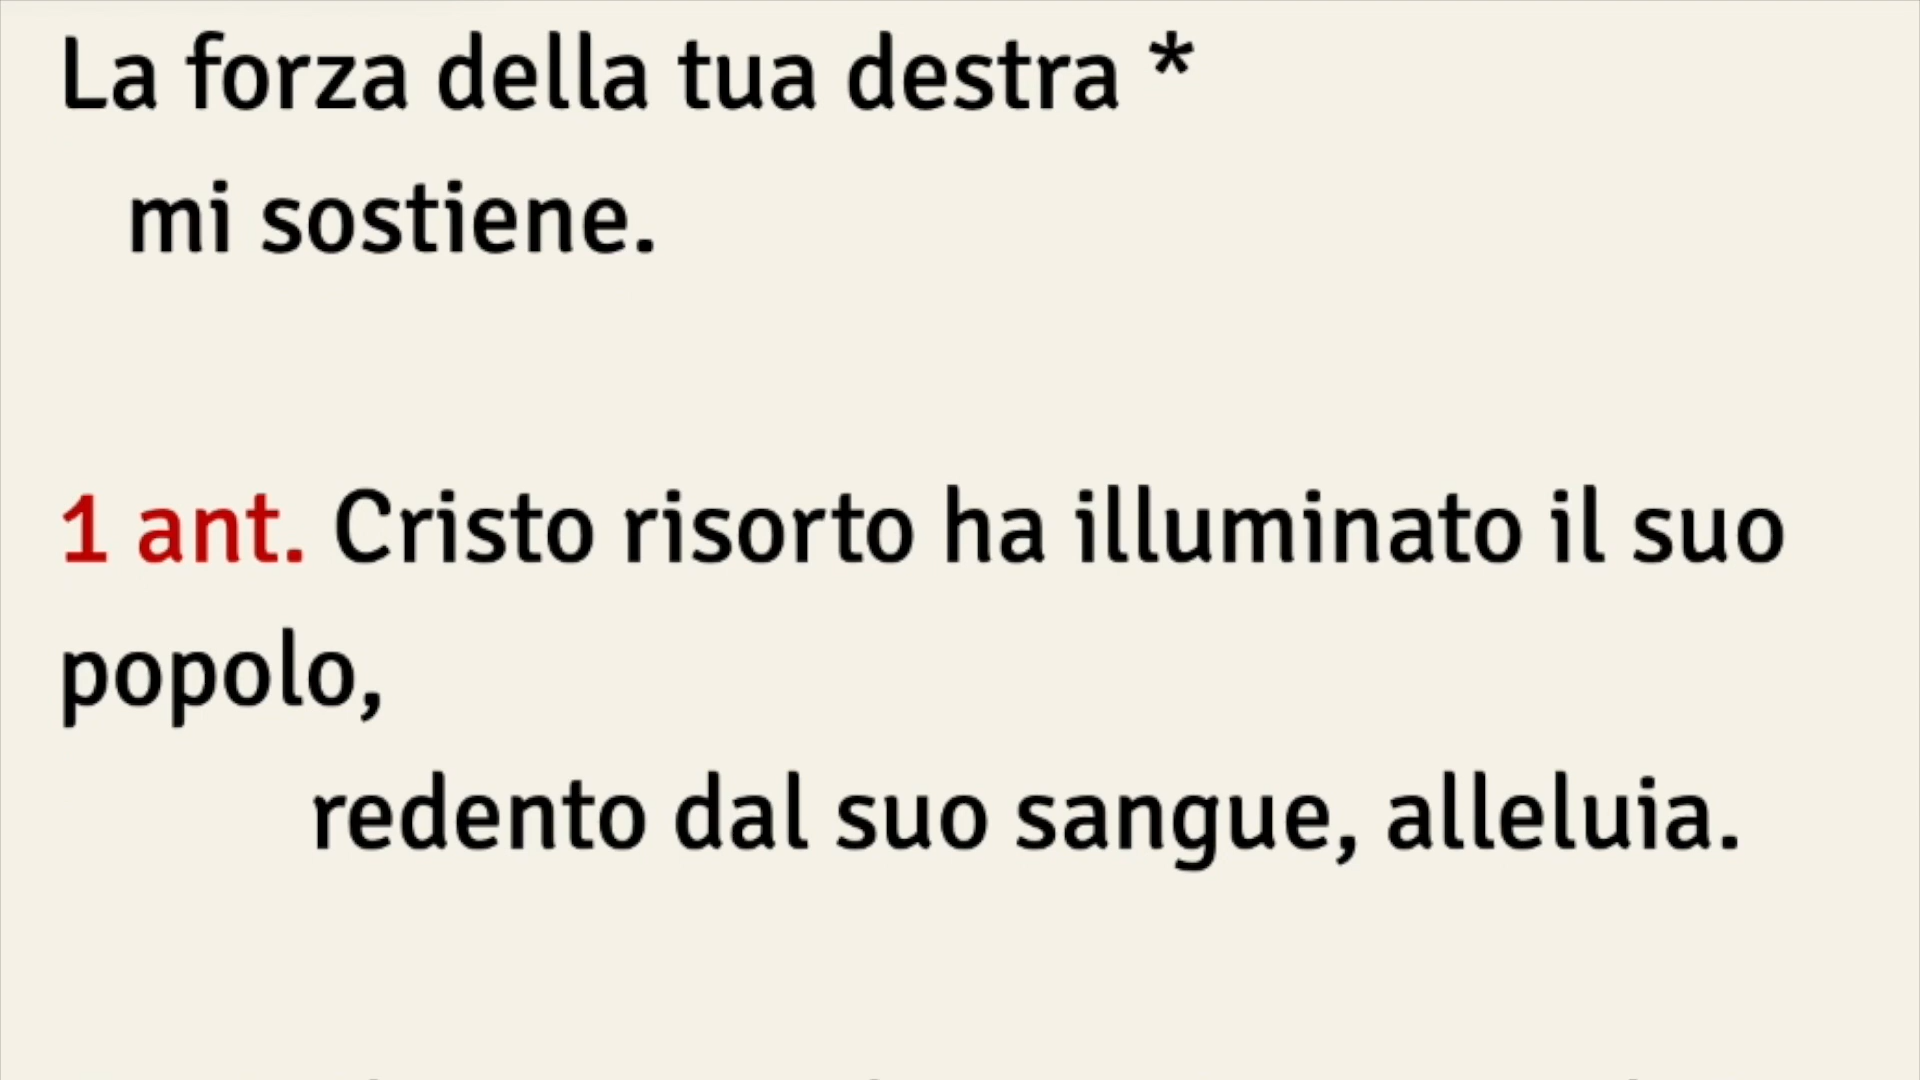 La forza della tua destra *
mi sostiene.
1 ant. Cristo risorto ha illuminato il suo
popolo,
redento dal suo sangue, alleluia.